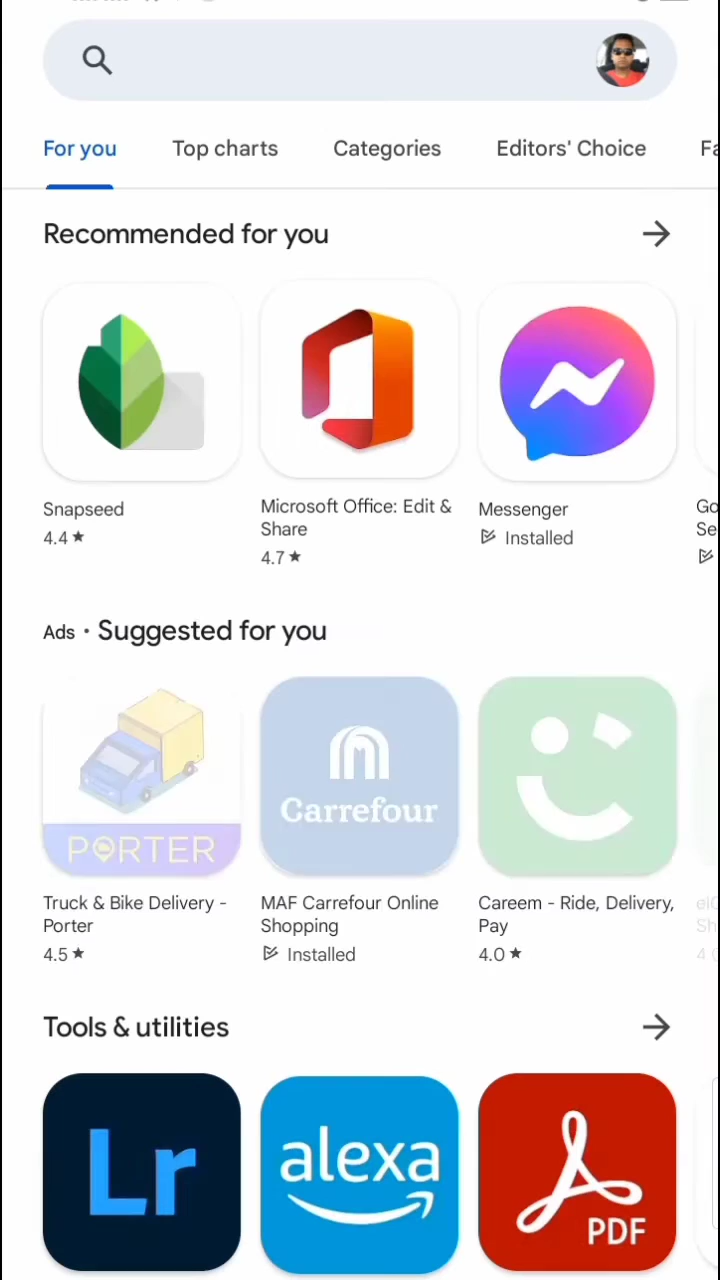 For you Top charts Categories Editors' Choice
Recommended for you
Snapseed
4.4 ★
Microsoft Office: Edit &
Share
4.7 ★
Messenger
Installed
Ads • Suggested for you
PORTER
Carrefour
Truck & Bike Delivery -
Porter
4.5 ★
MAF Carrefour Online
Shopping
Installed
Careem - Ride, Delivery,
Pay
4.0 ★
Tools & utilities
Lr
alexa
PDF